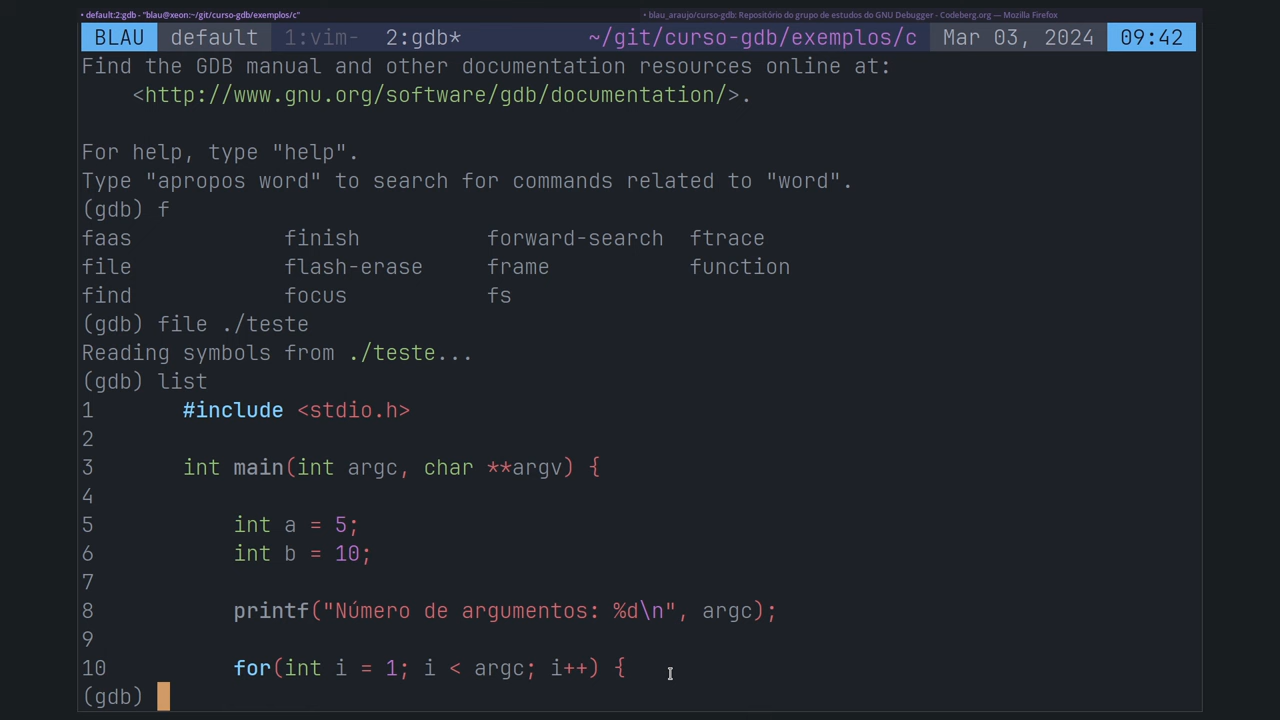 • default:2:gdb - "blau@xeon:~/git/curso-gdb/exemplos/c"
• blau_araujo/curso-gdb: Repositório do grupo de estudos do GNU Debugger - Codeberg.org — Mozilla Firefox
BLAU default 1:vim- 2:gdb* ~/git/curso-gdb/exemplos/c Mar 03, 2024 09:42
Find the GDB manual and other documentation resources online at:
<http://www.gnu.org/software/gdb/documentation/>.
For help, type "help".
Type "apropos word" to search for commands related to "word".
(gdb) f
faas finish forward-search ftrace
file flash-erase frame function
find focus fs
(gdb) file ./teste
Reading symbols from ./teste...
(gdb) list
1 #include <stdio.h>
2
3 int main(int argc, char **argv) {
4
5 int a = 5;
6 int b = 10;
7
8 printf("Número de argumentos: %d\n", argc);
9
10 for(int i = 1; i < argc; i++) {
(gdb)